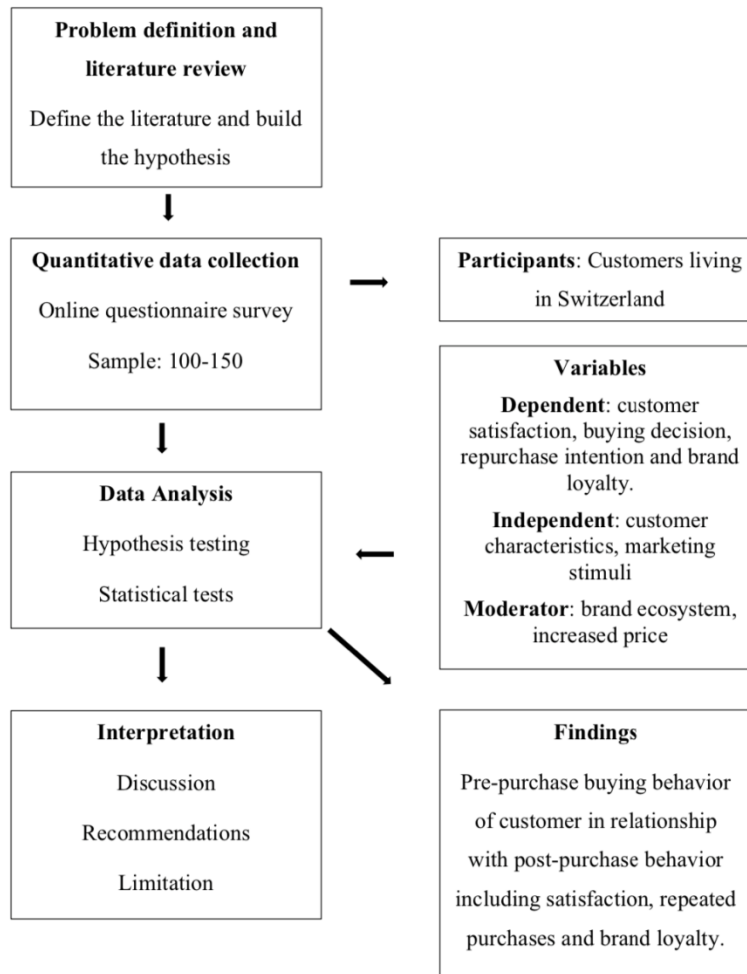 Problem definition and
literature review
Define the literature and build
the hypothesis
Quantitative data collection
Online questionnaire survey
Sample: 100-150
Participants: Customers living
in Switzerland
Variables
Dependent: customer
satisfaction, buying decision,
repurchase intention and brand
loyalty.
Independent: customer
characteristics, marketing
stimuli
Moderator: brand ecosystem,
increased price
Data Analysis
Hypothesis testing
Statistical tests
Interpretation
Discussion
Recommendations
Limitation
Findings
Pre-purchase buying behavior
of customer in relationship
with post-purchase behavior
including satisfaction, repeated
purchases and brand loyalty.